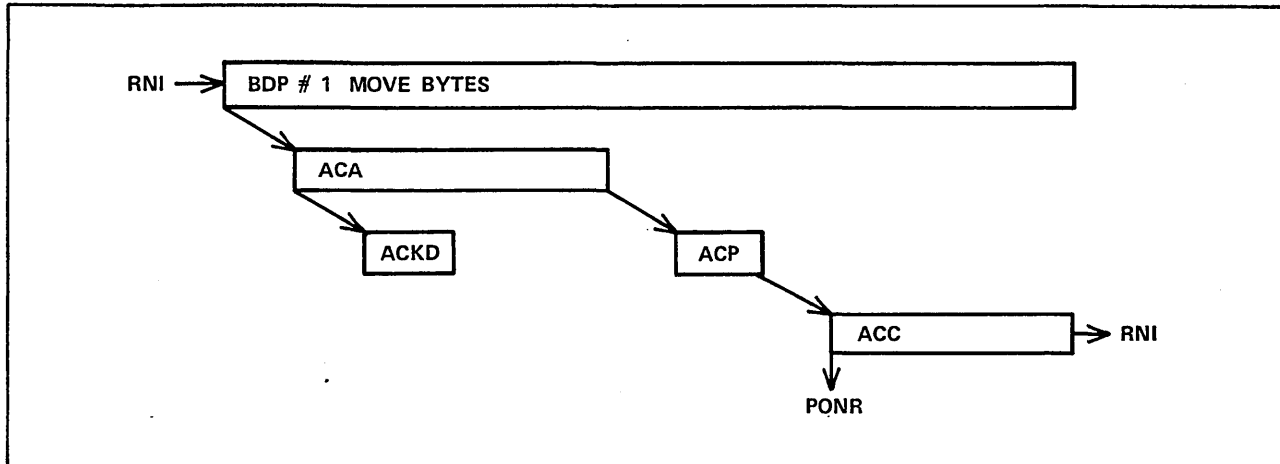 RNI
BDP # 1 MOVE BYTES
ACA
ACKD
ACP
ACC
RNI
PONR